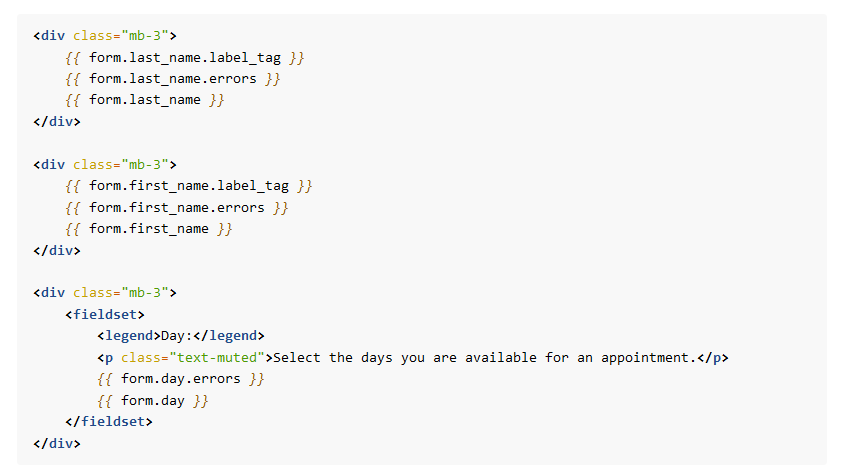 <div class="mb-3">
    {{ form.last_name.label_tag }}
    {{ form.last_name.errors }}
    {{ form.last_name }}
</div>

<div class="mb-3">
    {{ form.first_name.label_tag }}
    {{ form.first_name.errors }}
    {{ form.first_name }}
</div>

<div class="mb-3">
    <fieldset>
        <legend>Day:</legend>
        <p class="text-muted">Select the days you are available for an appointment.</p>
        {{ form.day.errors }}
        {{ form.day }}
    </fieldset>
</div>